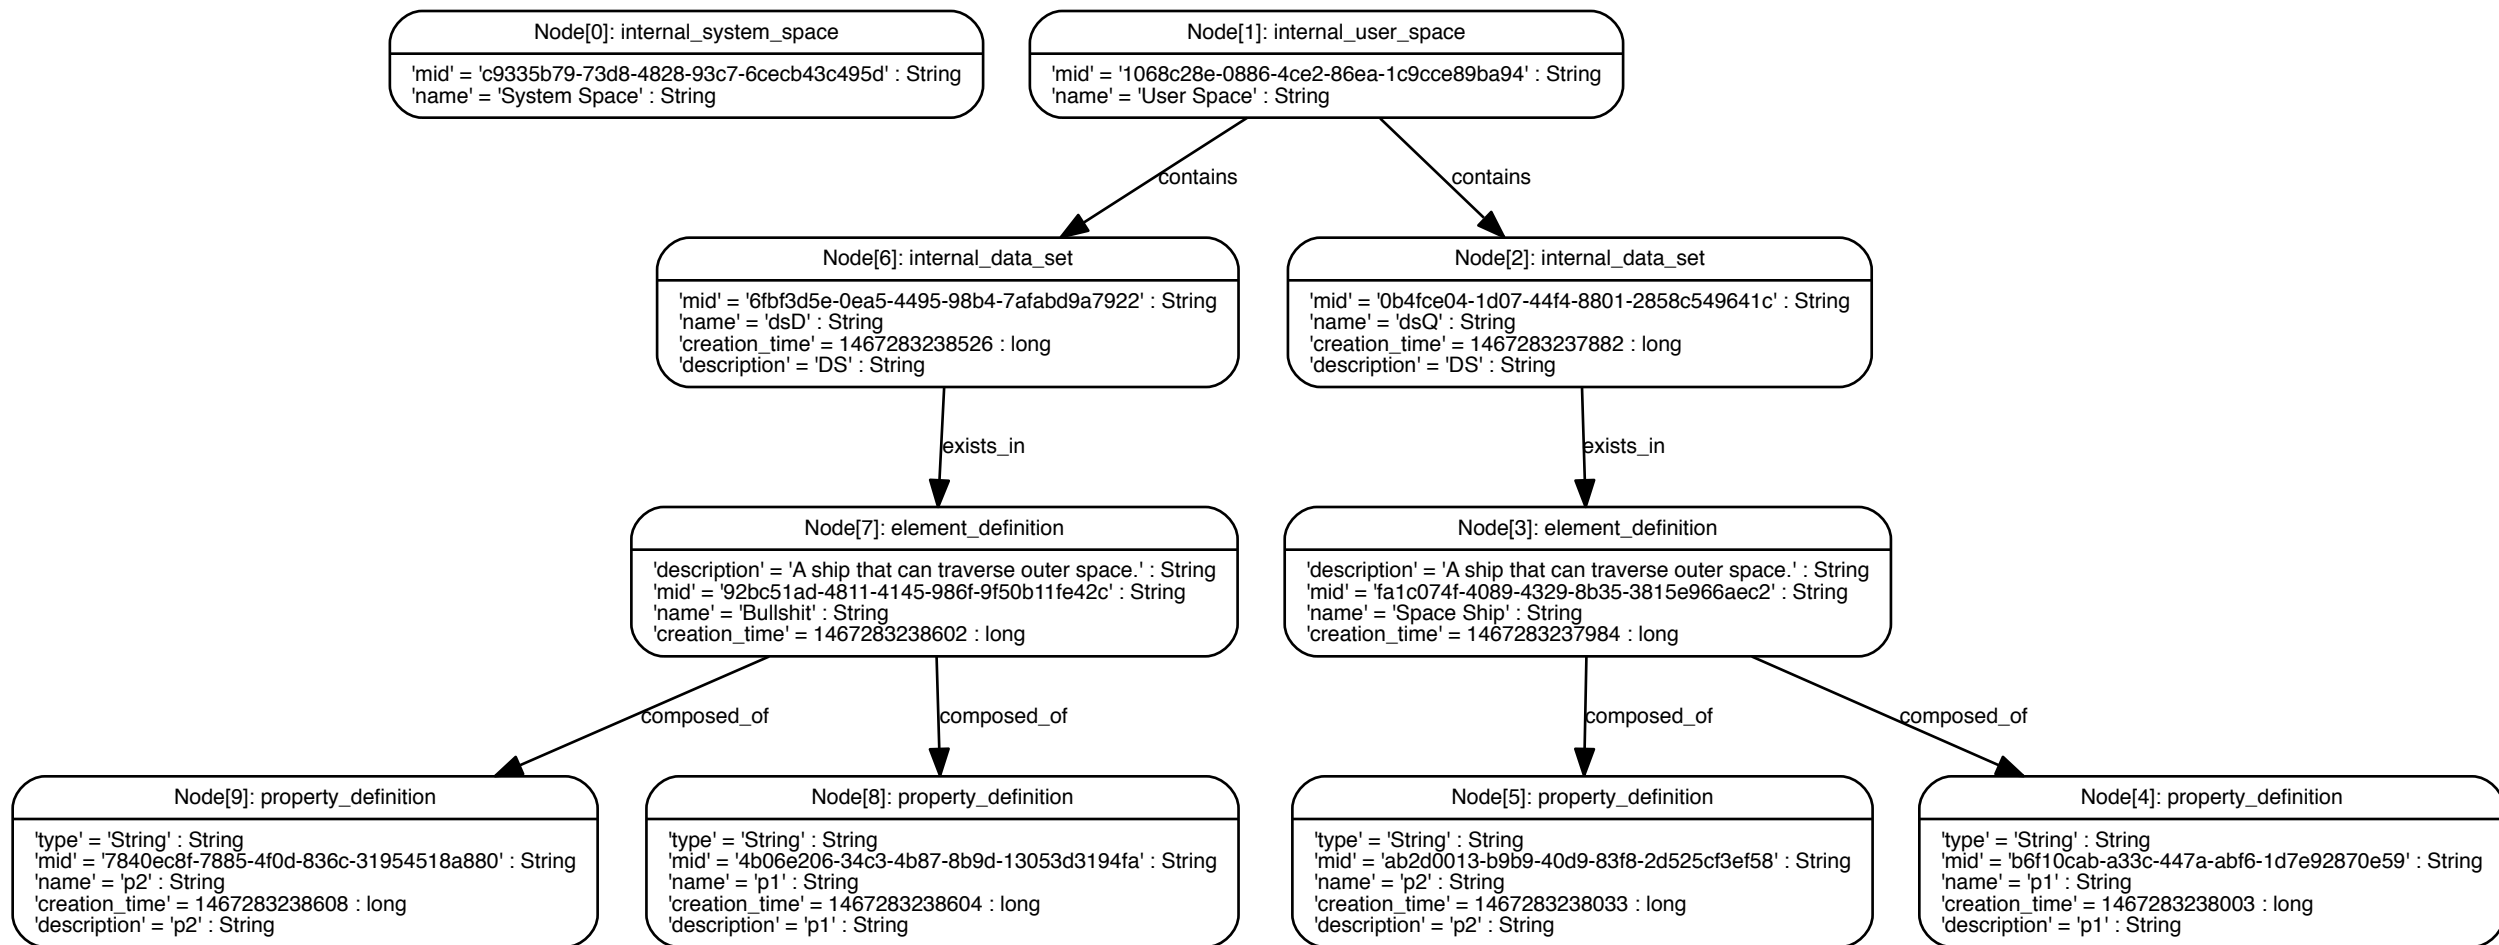 Node[0]: internal_system_space
'mid' = 'c9335b79-73d8-4828-93c7-6cecb43c495d' : String
'name' = 'System Space' : String
Node[1]: internal_user_space
'mid' = '1068c28e-0886-4ce2-86ea-1c9cce89ba94' : String
'name' = 'User Space' : String
contains
contains
Node[6]: internal_data_set
'mid' = '6fbf3d5e-0ea5-4495-98b4-7afabd9a7922' : String
'name' = 'dsD' : String
'creation_time' = 1467283238526 : long
'description' = 'DS' : String
Node[2]: internal_data_set
'mid' = '0b4fce04-1d07-44f4-8801-2858c549641c' : String
'name' = 'dsQ' : String
'creation_time' = 1467283237882 : long
'description' = 'DS' : String
exists_in
exists_in
Node[7]: element_definition
'description' = 'A ship that can traverse outer space.' : String
'mid' = '92bc51ad-4811-4145-986f-9f50b11fe42c' : String
'name' = 'Bullshit' : String
'creation_time' = 1467283238602 : long
Node[3]: element_definition
'description' = 'A ship that can traverse outer space.' : String
'mid' = 'fa1c074f-4089-4329-8b35-3815e966aec2' : String
'name' = 'Space Ship' : String
'creation_time' = 1467283237984 : long
composed_of
composed_of
composed_of
composed_of
Node[9]: property_definition
'type' = 'String' : String
'mid' = '7840ec8f-7885-4f0d-836c-31954518a880' : String
'name' = 'p2' : String
'creation_time' = 1467283238608 : long
'description' = 'p2' : String
Node[8]: property_definition
'type' = 'String' : String
'mid' = '4b06e206-34c3-4b87-8b9d-13053d3194fa' : String
'name' = 'p1' : String
'creation_time' = 1467283238604 : long
'description' = 'p1' : String
Node[5]: property_definition
'type' = 'String' : String
'mid' = 'ab2d0013-b9b9-40d9-83f8-2d525cf3ef58' : String
'name' = 'p2' : String
'creation_time' = 1467283238033 : long
'description' = 'p2' : String
Node[4]: property_definition
'type' = 'String' : String
'mid' = 'b6f10cab-a33c-447a-abf6-1d7e92870e59' : String
'name' = 'p1' : String
'creation_time' = 1467283238003 : long
'description' = 'p1' : String